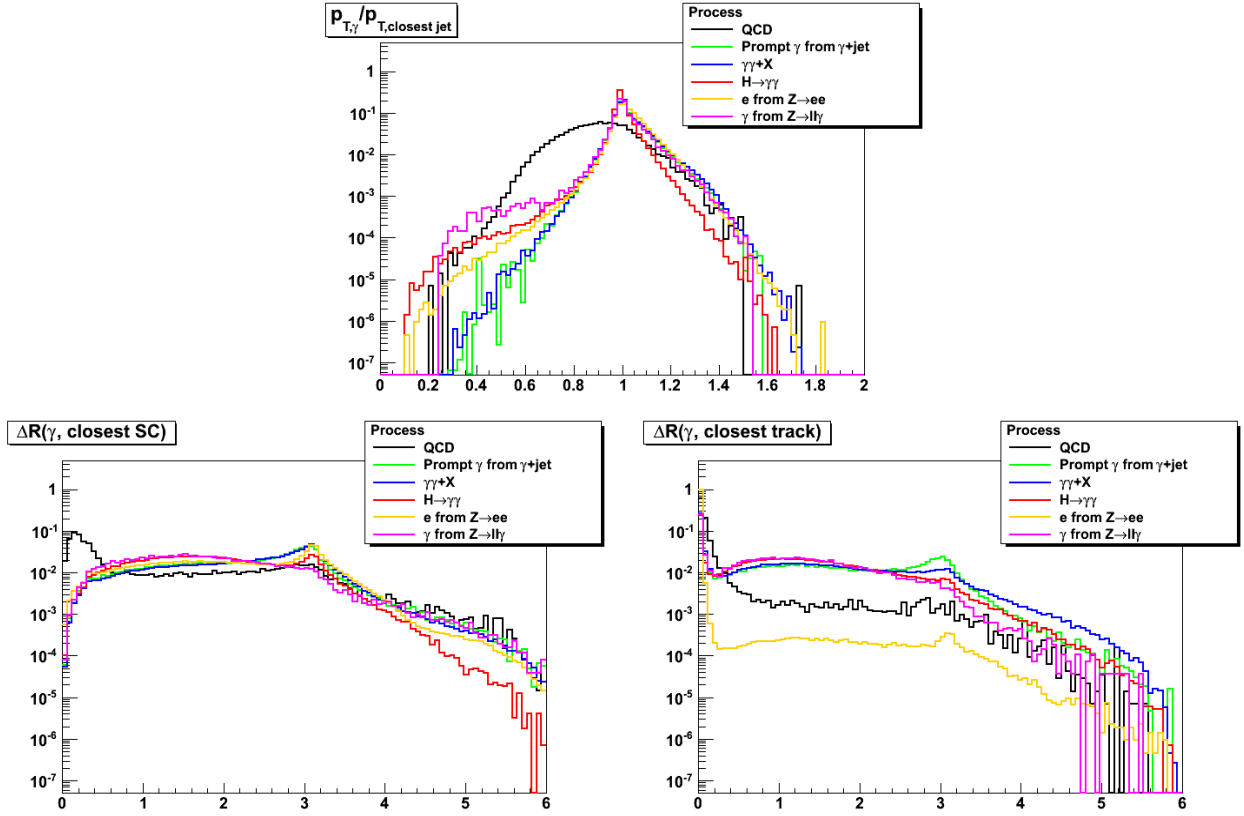 p_{T,γ}/p_{T,closest jet}
Process
QCD
Prompt γ from γ+jet
γγ+X
H→γγ
e from Z→ee
γ from Z→llγ
1
10^{-1}
10^{-2}
10^{-3}
10^{-4}
10^{-5}
10^{-6}
10^{-7}
0 0.2 0.4 0.6 0.8 1 1.2 1.4 1.6 1.8 2
ΔR(γ, closest SC)
Process
QCD
Prompt γ from γ+jet
γγ+X
H→γγ
e from Z→ee
γ from Z→llγ
1
10^{-1}
10^{-2}
10^{-3}
10^{-4}
10^{-5}
10^{-6}
10^{-7}
0 1 2 3 4 5 6
ΔR(γ, closest track)
Process
QCD
Prompt γ from γ+jet
γγ+X
H→γγ
e from Z→ee
γ from Z→llγ
1
10^{-1}
10^{-2}
10^{-3}
10^{-4}
10^{-5}
10^{-6}
10^{-7}
0 1 2 3 4 5 6